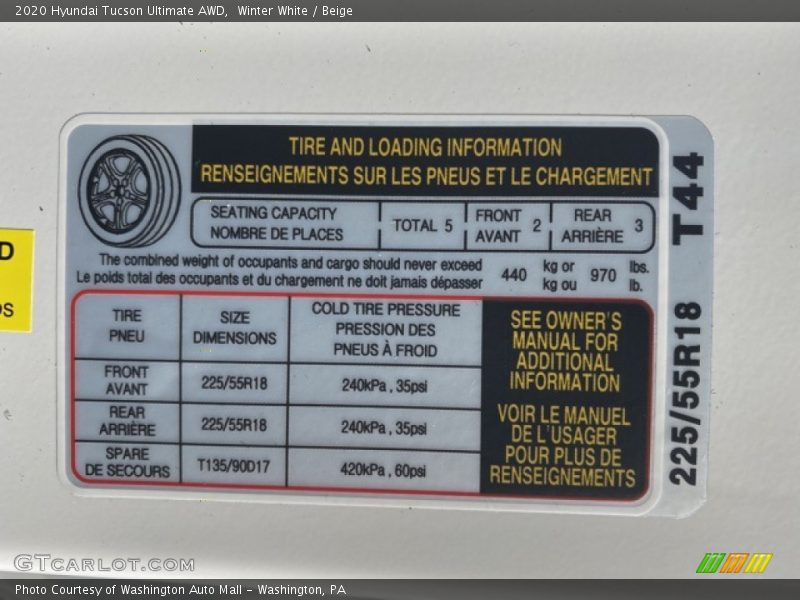 2020 Hyundai Tucson Ultimate AWD, Winter White / Beige
TIRE AND LOADING INFORMATION
RENSEIGNEMENTS SUR LES PNEUS ET LE CHARGEMENT
SEATING CAPACITY
NOMBRE DE PLACES
TOTAL 5
FRONT
AVANT 2
REAR
ARRIÈRE 3
The combined weight of occupants and cargo should never exceed
Le poids total des occupants et du chargement ne doit jamais dépasser
440 kg or 970 lbs.
kg ou lb.
TIRE
PNEU
SIZE
DIMENSIONS
COLD TIRE PRESSURE
PRESSION DES
PNEUS À FROID
FRONT
AVANT
225/55R18
240kPa , 35psi
REAR
ARRIÈRE
225/55R18
240kPa , 35psi
SPARE
DE SECOURS
T135/90D17
420kPa , 60psi
SEE OWNER'S
MANUAL FOR
ADDITIONAL
INFORMATION
VOIR LE MANUEL
DE L'USAGER
POUR PLUS DE
RENSEIGNEMENTS
225/55R18 T44
D
OS
GTCARLOT.COM
Photo Courtesy of Washington Auto Mall - Washington, PA